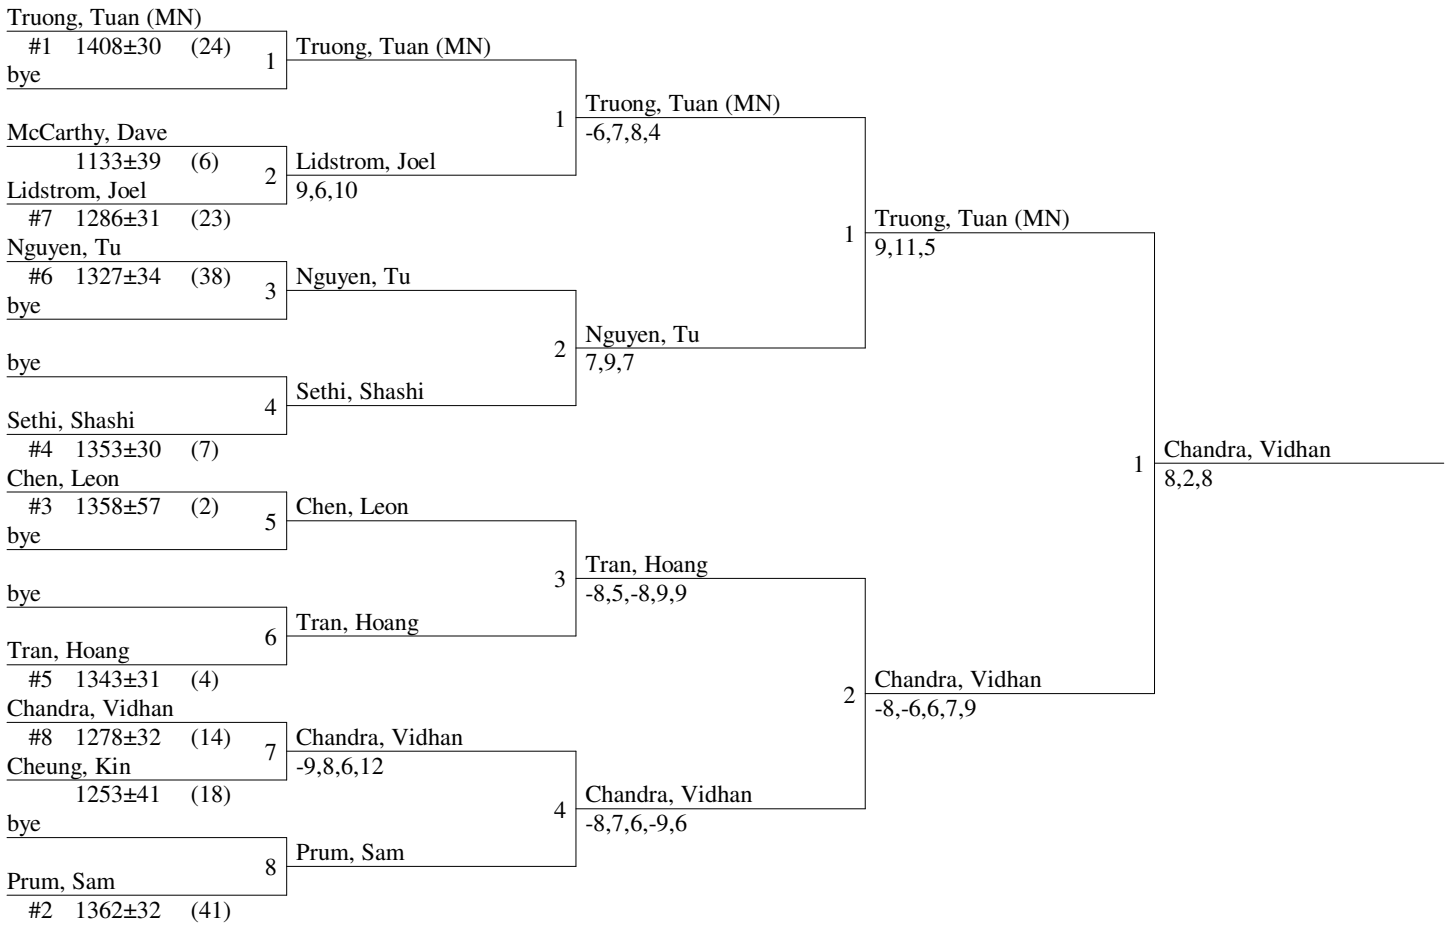 Truong, Tuan (MN)
#1 1408±30 (24)
bye
1
McCarthy, Dave
1133±39 (6)
Lidstrom, Joel
#7 1286±31 (23)
2
Nguyen, Tu
#6 1327±34 (38)
bye
3
bye
Sethi, Shashi
#4 1353±30 (7)
4
Chen, Leon
#3 1358±57 (2)
bye
5
bye
Tran, Hoang
#5 1343±31 (4)
6
Chandra, Vidhan
#8 1278±32 (14)
Cheung, Kin
1253±41 (18)
7
bye
Prum, Sam
#2 1362±32 (41)
8
Truong, Tuan (MN)
Lidstrom, Joel
9,6,10
1
Nguyen, Tu
Sethi, Shashi
2
Chen, Leon
Tran, Hoang
3
Chandra, Vidhan
-9,8,6,12
Prum, Sam
4
Truong, Tuan (MN)
-6,7,8,4
Nguyen, Tu
7,9,7
1
Tran, Hoang
-8,5,-8,9,9
Chandra, Vidhan
-8,7,6,-9,6
2
Truong, Tuan (MN)
9,11,5
Chandra, Vidhan
-8,-6,6,7,9
1
Chandra, Vidhan
8,2,8